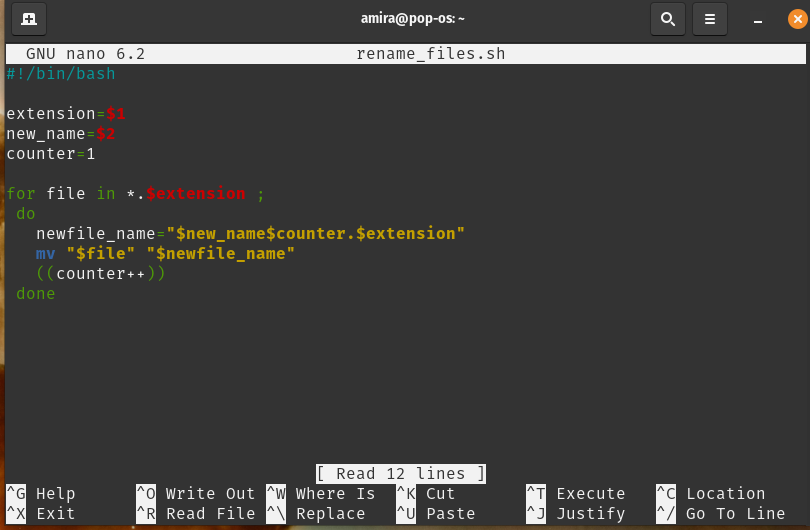 amira@pop-os: ~
GNU nano 6.2 rename_files.sh
#!/bin/bash
extension=$1
new_name=$2
counter=1
for file in *.$extension ;
do
newfile_name="$new_name$counter.$extension"
mv "$file" "$newfile_name"
((counter++))
done
[ Read 12 lines ]
^G Help ^O Write Out ^W Where Is ^K Cut ^T Execute ^C Location
^X Exit ^R Read File ^\ Replace ^U Paste ^J Justify ^/ Go To Line